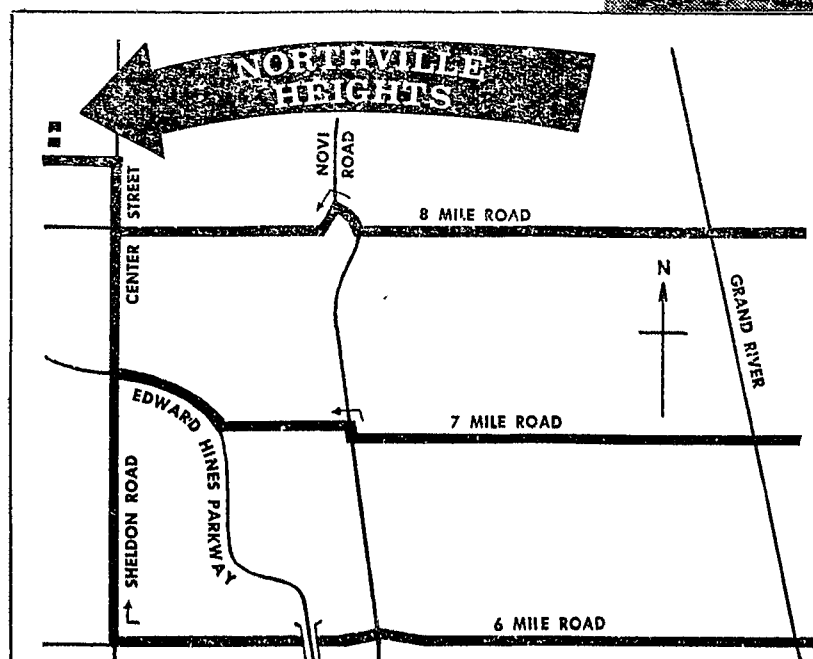 NORTHVILLE
HEIGHTS
NOVI
ROAD
CENTER STREET
8 MILE ROAD
N
GRAND RIVER
EDWARD HINES PARKWAY
7 MILE ROAD
SHELDON ROAD
6 MILE ROAD